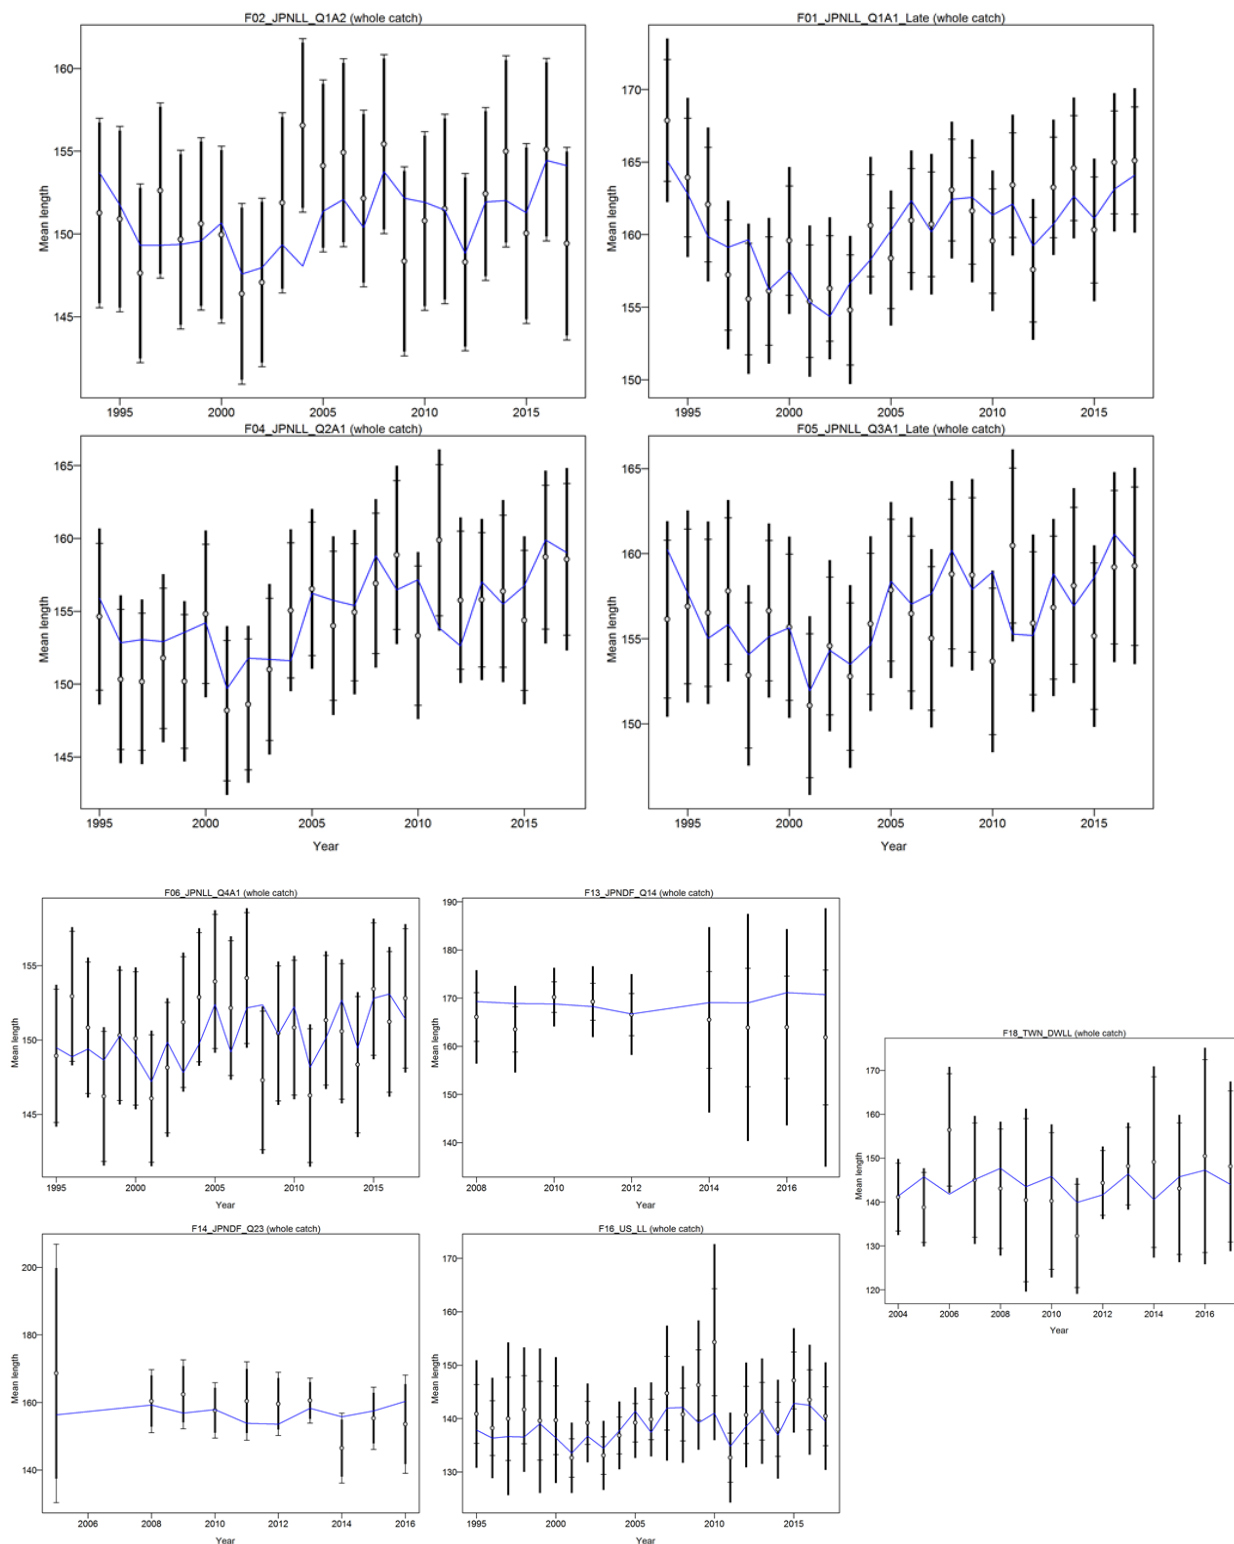 F02_JPNLL_Q1A2 (whole catch)
Mean length
160
155
150
145
1995 2000 2005 2010 2015
F01_JPNLL_Q1A1_Late (whole catch)
Mean length
170
165
160
155
150
1995 2000 2005 2010 2015
F04_JPNLL_Q2A1 (whole catch)
Mean length
165
160
155
150
145
1995 2000 2005 2010 2015
Year
F05_JPNLL_Q3A1_Late (whole catch)
Mean length
165
160
155
150
1995 2000 2005 2010 2015
Year
F06_JPNLL_Q4A1 (whole catch)
Mean length
155
150
145
1995 2000 2005 2010 2015
Year
F13_JPNDF_Q14 (whole catch)
Mean length
190
180
170
160
150
140
2008 2010 2012 2014 2016
Year
F18_TWN_DWLL (whole catch)
Mean length
170
160
150
140
130
120
2004 2006 2008 2010 2012 2014 2016
Year
F14_JPNDF_Q23 (whole catch)
Mean length
200
180
160
140
2006 2008 2010 2012 2014 2016
Year
F16_US_LL (whole catch)
Mean length
170
160
150
140
130
1995 2000 2005 2010 2015
Year